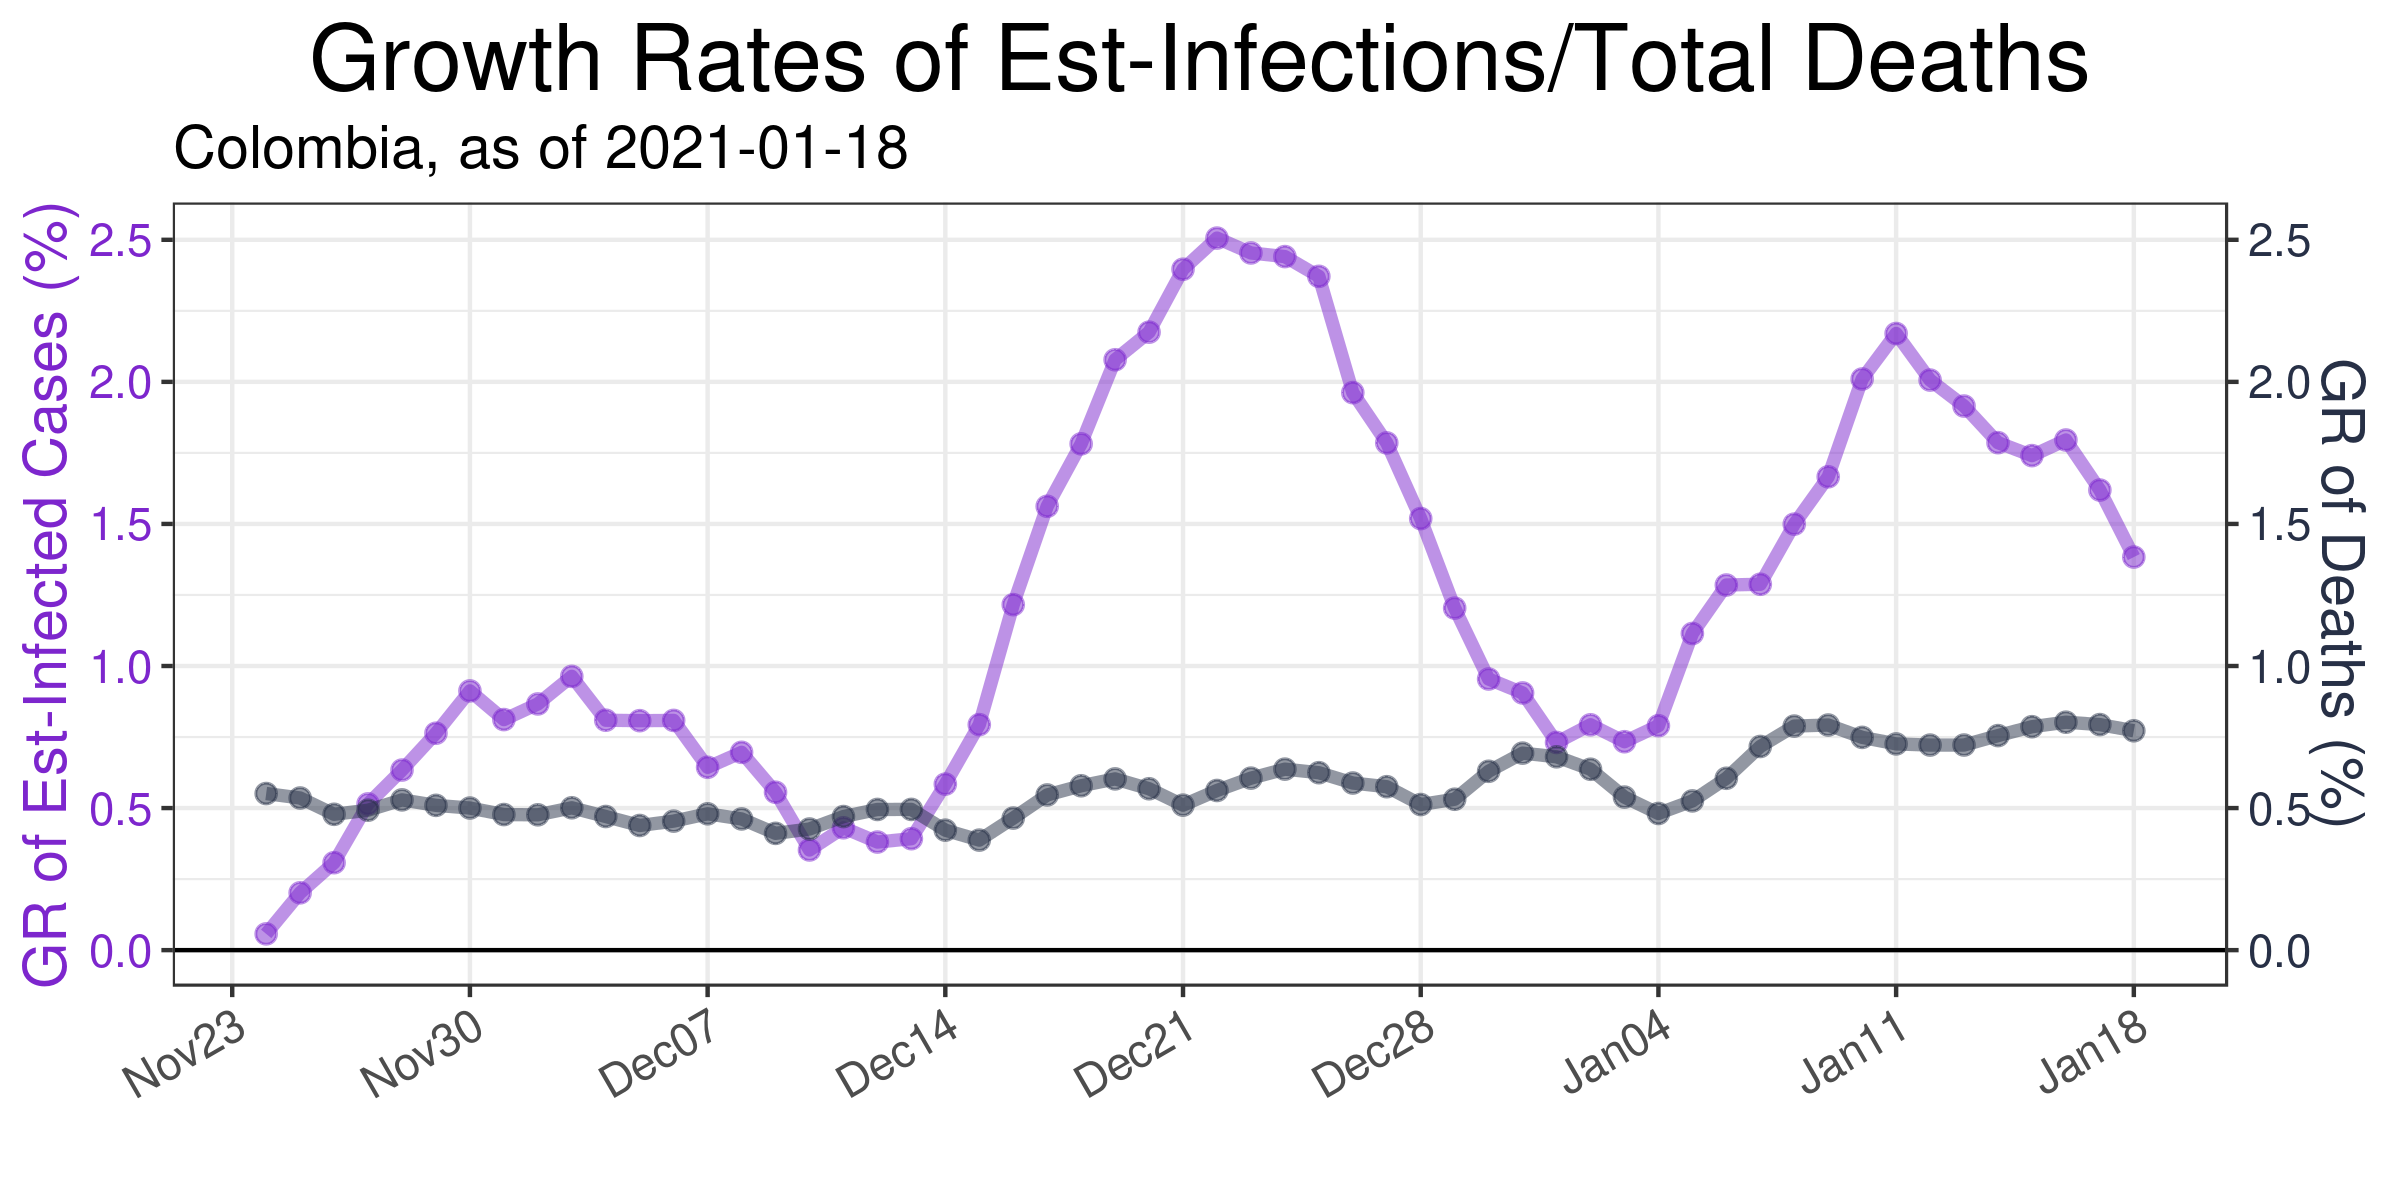 Growth Rates of Est-Infections/Total Deaths
Colombia, as of 2021-01-18
GR of Est-Infected Cases (%)
2.5
2.0
1.5
1.0
0.5
0.0
2.5
2.0
1.5
1.0
0.5
0.0
GR of Deaths (%)
Nov23
Nov30
Dec07
Dec14
Dec21
Dec28
Jan04
Jan11
Jan18